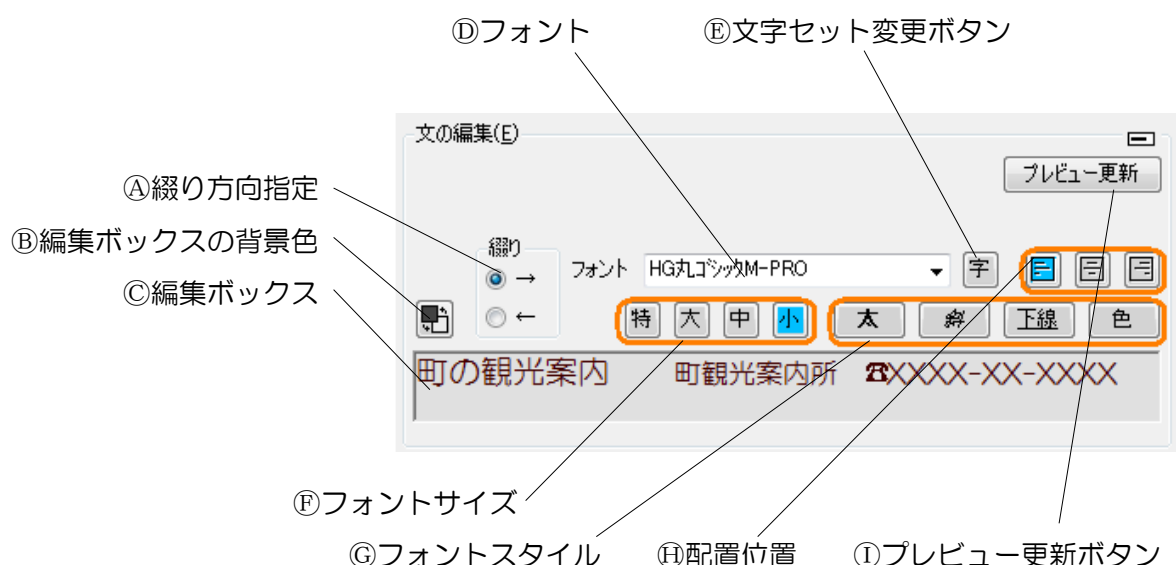 Ⓓフォント Ⓔ文字セット変更ボタン
文の編集(E)
プレビュー更新
Ⓐ綴り方向指定
Ⓑ編集ボックスの背景色
Ⓒ編集ボックス
綴り
→
←
フォント HG丸ゴシックM-PRO 字
特 大 中 小 太 斜 下線 色
町の観光案内 町観光案内所 ☎XXXX-XX-XXXX
Ⓕフォントサイズ
Ⓖフォントスタイル Ⓗ配置位置 Ⓘプレビュー更新ボタン